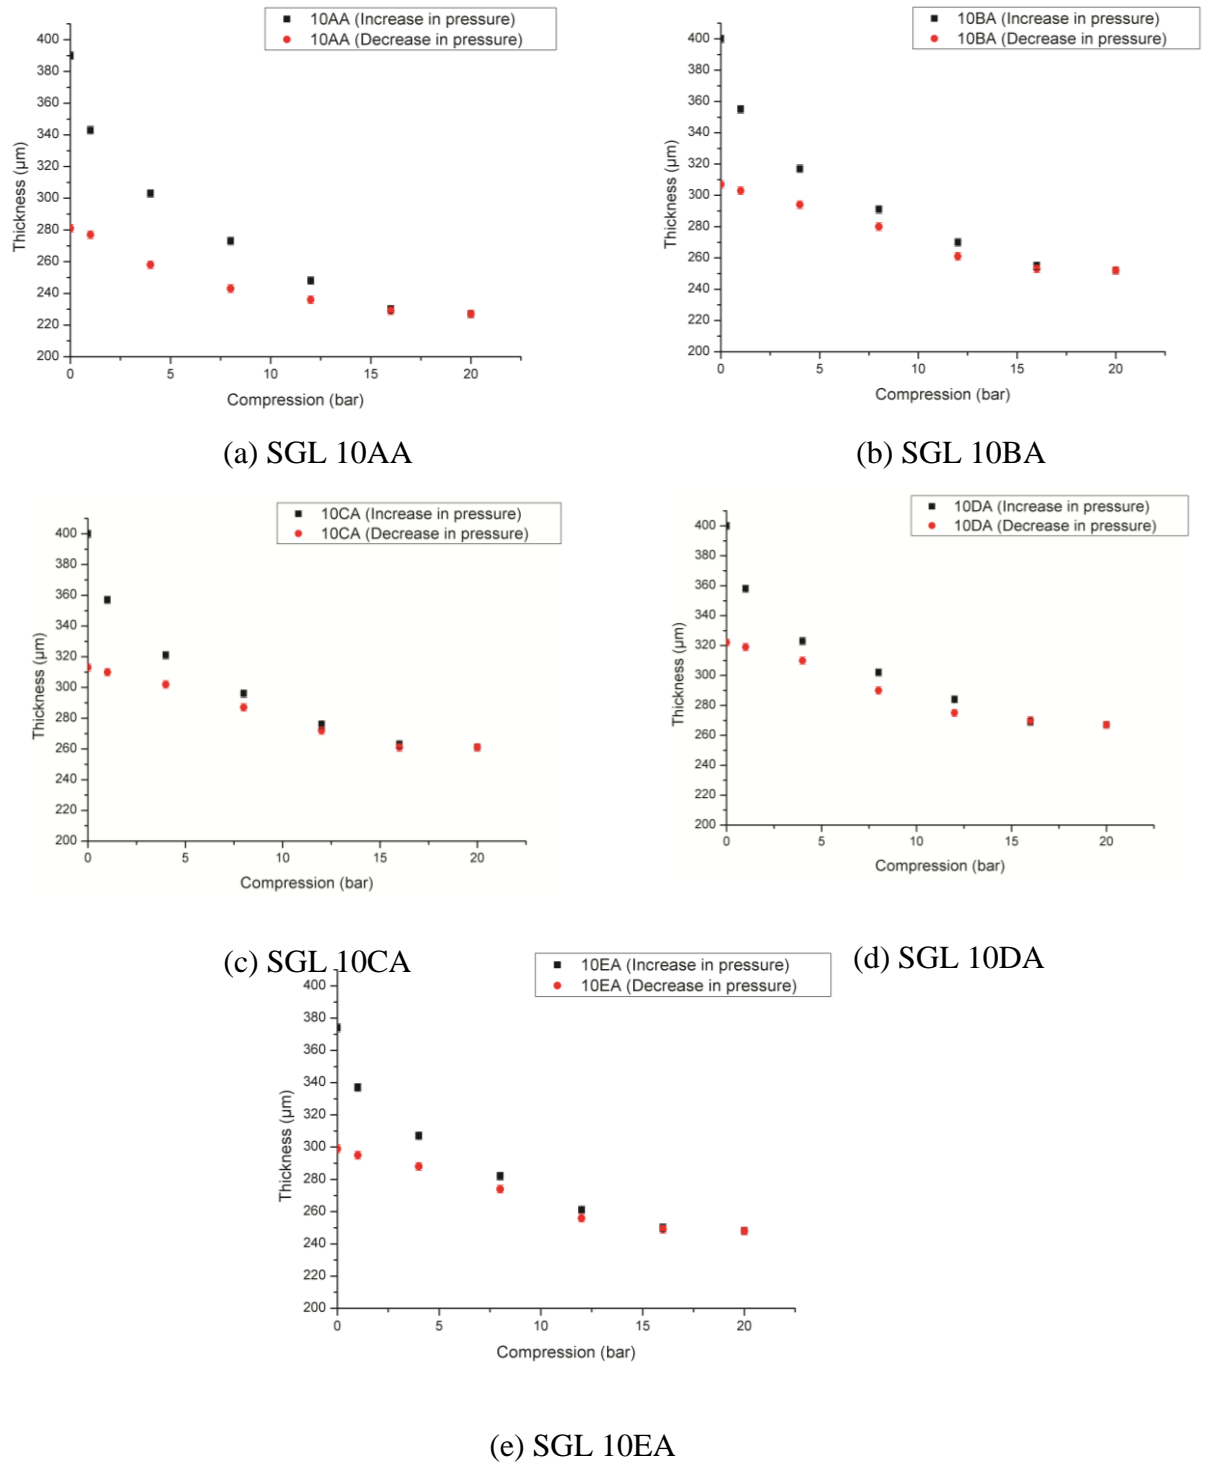 10AA (Increase in pressure)
10AA (Decrease in pressure)
400
380
360
340
320
300
280
260
240
220
200
Thickness (µm)
0 5 10 15 20
Compression (bar)
(a) SGL 10AA
10BA (Increase in pressure)
10BA (Decrease in pressure)
400
380
360
340
320
300
280
260
240
220
200
Thickness (µm)
0 5 10 15 20
Compression (bar)
(b) SGL 10BA
10CA (Increase in pressure)
10CA (Decrease in pressure)
400
380
360
340
320
300
280
260
240
220
200
Thickness (µm)
0 5 10 15 20
Compression (bar)
(c) SGL 10CA
10DA (Increase in pressure)
10DA (Decrease in pressure)
400
380
360
340
320
300
280
260
240
220
200
Thickness (µm)
0 5 10 15 20
Compression (bar)
(d) SGL 10DA
10EA (Increase in pressure)
10EA (Decrease in pressure)
400
380
360
340
320
300
280
260
240
220
200
Thickness (µm)
0 5 10 15 20
Compression (bar)
(e) SGL 10EA